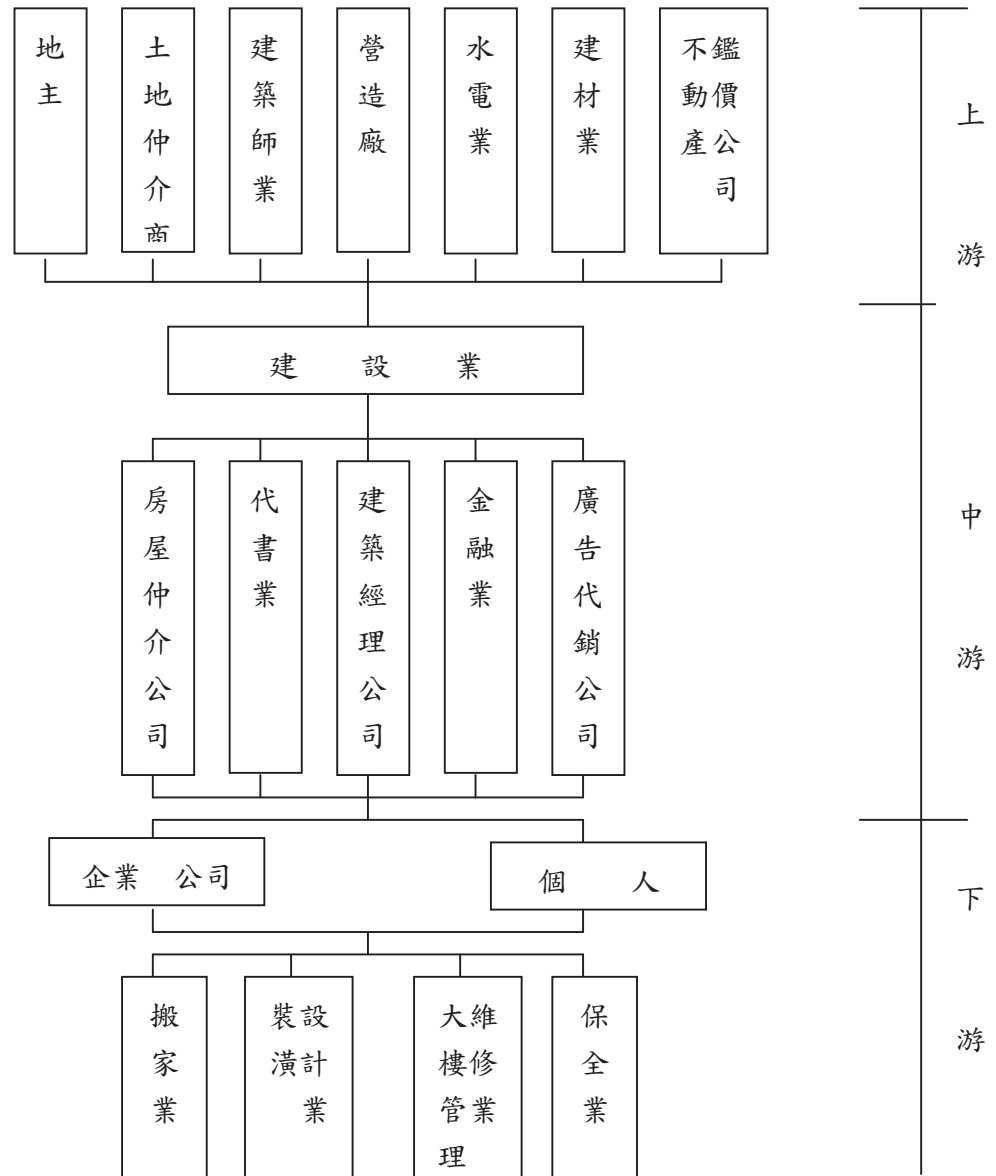 地主
土地仲介商
建築師業
營造廠
水電業
建材業
不動產
鑑價公司
上游
建設業
房屋仲介公司
代書業
建築經理公司
金融業
廣告代銷公司
中游
企業 公司
個人
下游
搬家業
裝潢
設計業
大樓管理
維修業
保全業